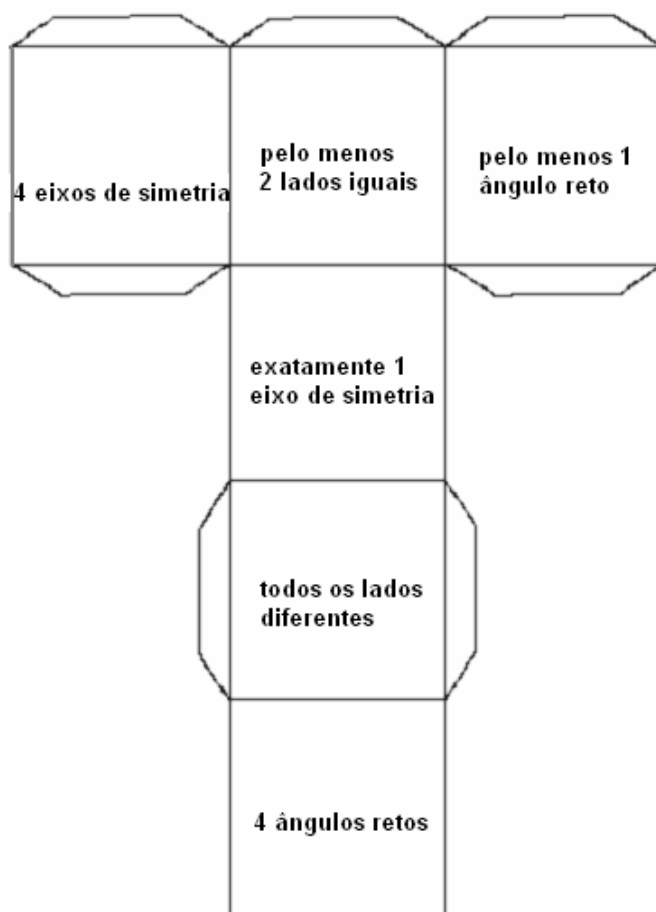 4 eixos de simetria
pelo menos
2 lados iguais
pelo menos 1
ângulo reto
exatamente 1
eixo de simetria
todos os lados
diferentes
4 ângulos retos